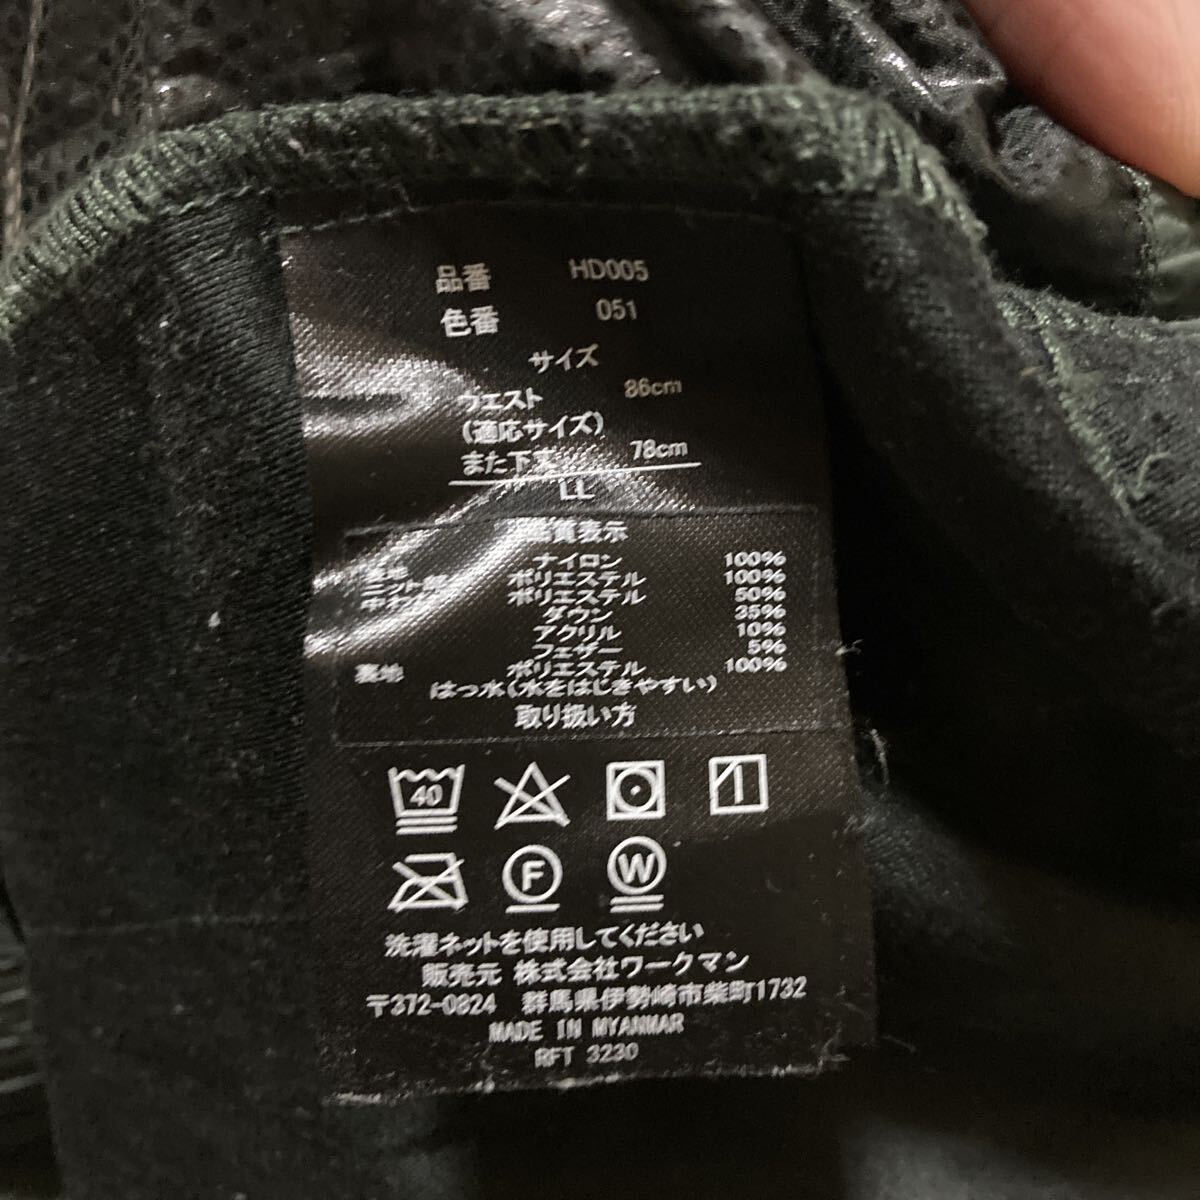 品番 HD005
色番 051
サイズ
ウエスト 86cm
(適応サイズ)
また下丈 78cm
LL
品質表示
ナイロン 100%
ポリエステル 100%
ポリエステル 50%
ダウン 35%
アクリル 10%
フェザー 5%
裏地 ポリエステル 100%
はっ水(水をはじきやすい)
取り扱い方
40
F W
洗濯ネットを使用してください
販売元 株式会社ワークマン
〒372-0824 群馬県伊勢崎市柴町1732
MADE IN MYANMAR
RFT 3230